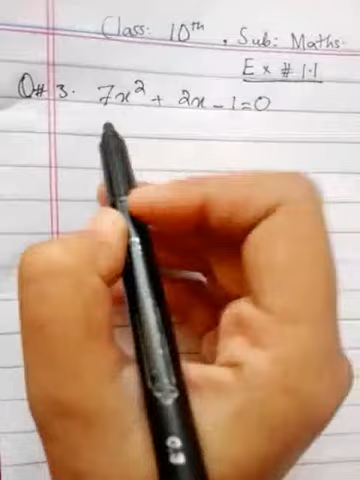 Class: 10th, Sub: Maths.
Ex # 1.1
Q# 3. 7x² + 2x - 1 = 0